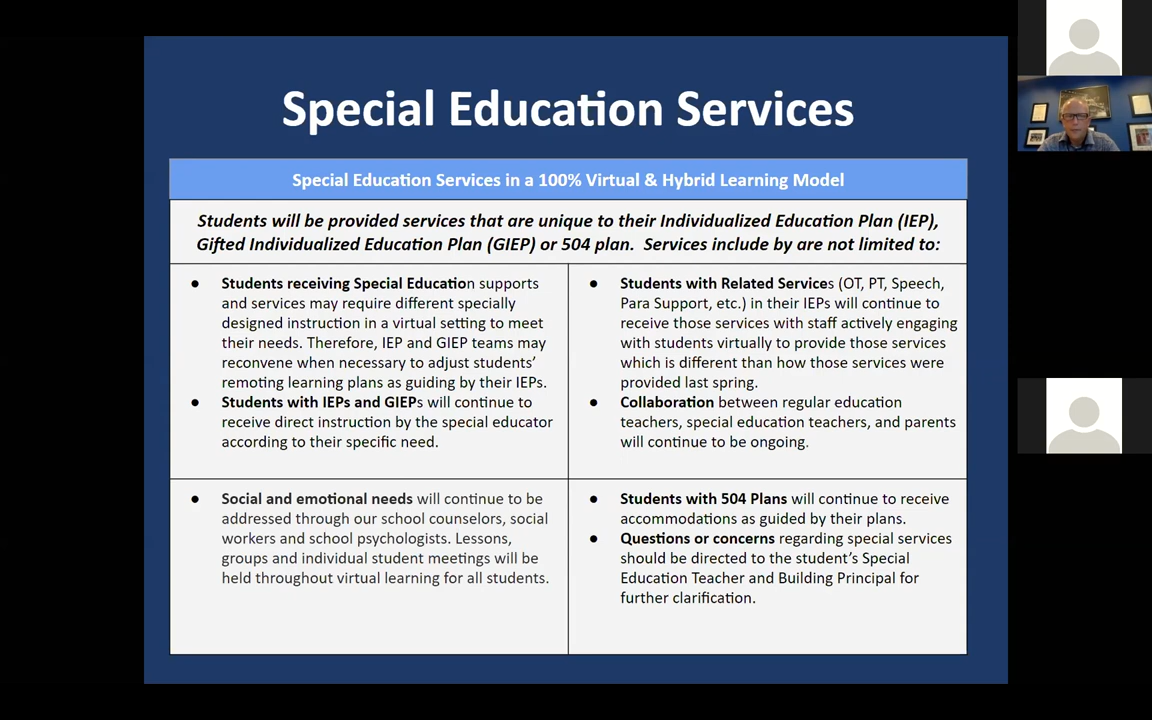 Special Education Services
Special Education Services in a 100% Virtual & Hybrid Learning Model
Students will be provided services that are unique to their Individualized Education Plan (IEP),
Gifted Individualized Education Plan (GIEP) or 504 plan.  Services include by are not limited to:
● Students receiving Special Education supports
and services may require different specially
designed instruction in a virtual setting to meet
their needs. Therefore, IEP and GIEP teams may
reconvene when necessary to adjust students’
remoting learning plans as guiding by their IEPs.
● Students with IEPs and GIEPs will continue to
receive direct instruction by the special educator
according to their specific need.
● Students with Related Services (OT, PT, Speech,
Para Support, etc.) in their IEPs will continue to
receive those services with staff actively engaging
with students virtually to provide those services
which is different than how those services were
provided last spring.
● Collaboration between regular education
teachers, special education teachers, and parents
will continue to be ongoing.
● Social and emotional needs will continue to be
addressed through our school counselors, social
workers and school psychologists. Lessons,
groups and individual student meetings will be
held throughout virtual learning for all students.
● Students with 504 Plans will continue to receive
accommodations as guided by their plans.
● Questions or concerns regarding special services
should be directed to the student’s Special
Education Teacher and Building Principal for
further clarification.